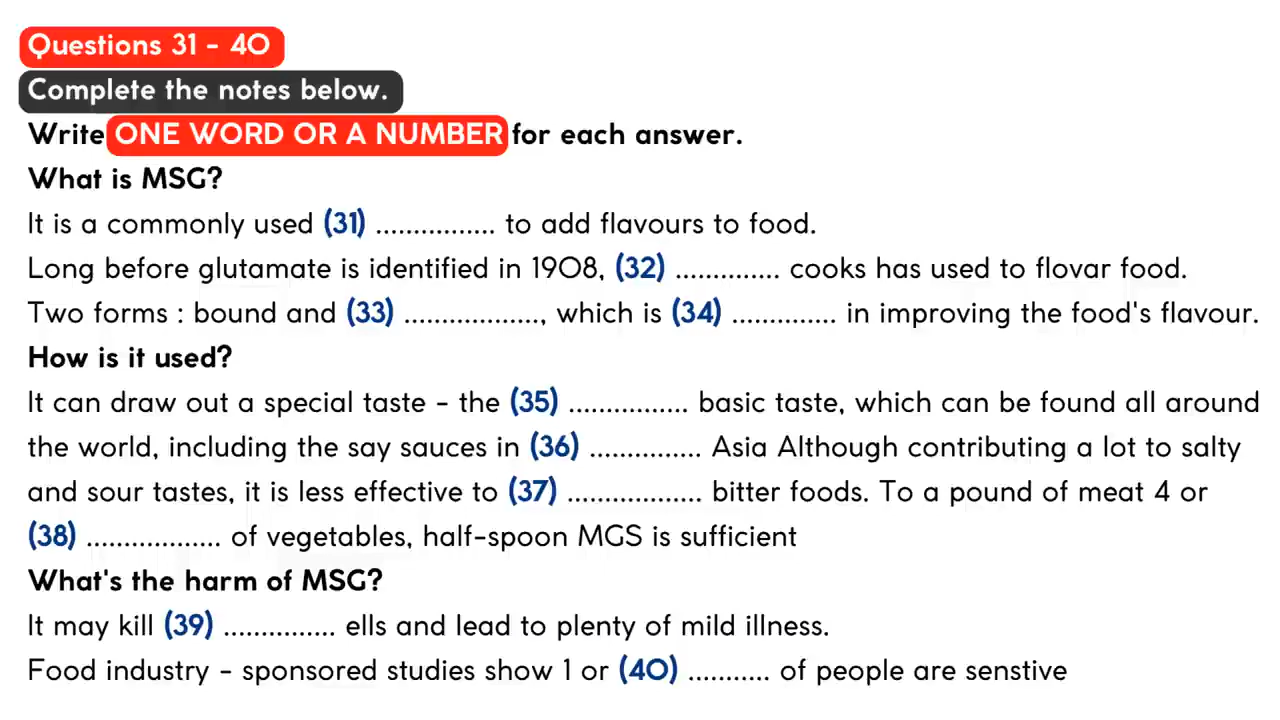 Questions 31 - 40
Complete the notes below.
Write ONE WORD OR A NUMBER for each answer.
What is MSG?
It is a commonly used (31) ................ to add flavours to food.
Long before glutamate is identified in 1908, (32) .............. cooks has used to flovar food.
Two forms : bound and (33) .................., which is (34) .............. in improving the food's flavour.
How is it used?
It can draw out a special taste - the (35) ................ basic taste, which can be found all around
the world, including the say sauces in (36) ............... Asia Although contributing a lot to salty
and sour tastes, it is less effective to (37) .................. bitter foods. To a pound of meat 4 or
(38) .................. of vegetables, half-spoon MGS is sufficient
What's the harm of MSG?
It may kill (39) ............... ells and lead to plenty of mild illness.
Food industry - sponsored studies show 1 or (40) ........... of people are senstive